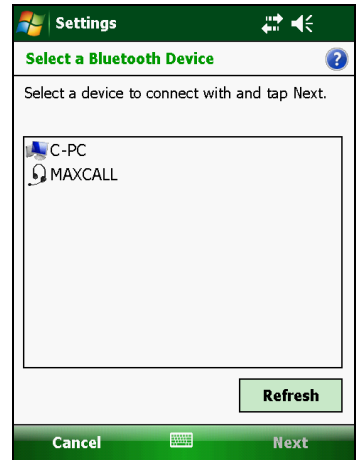 Settings
Select a Bluetooth Device
?
Select a device to connect with and tap Next.
C-PC
MAXCALL
Refresh
Cancel
Next